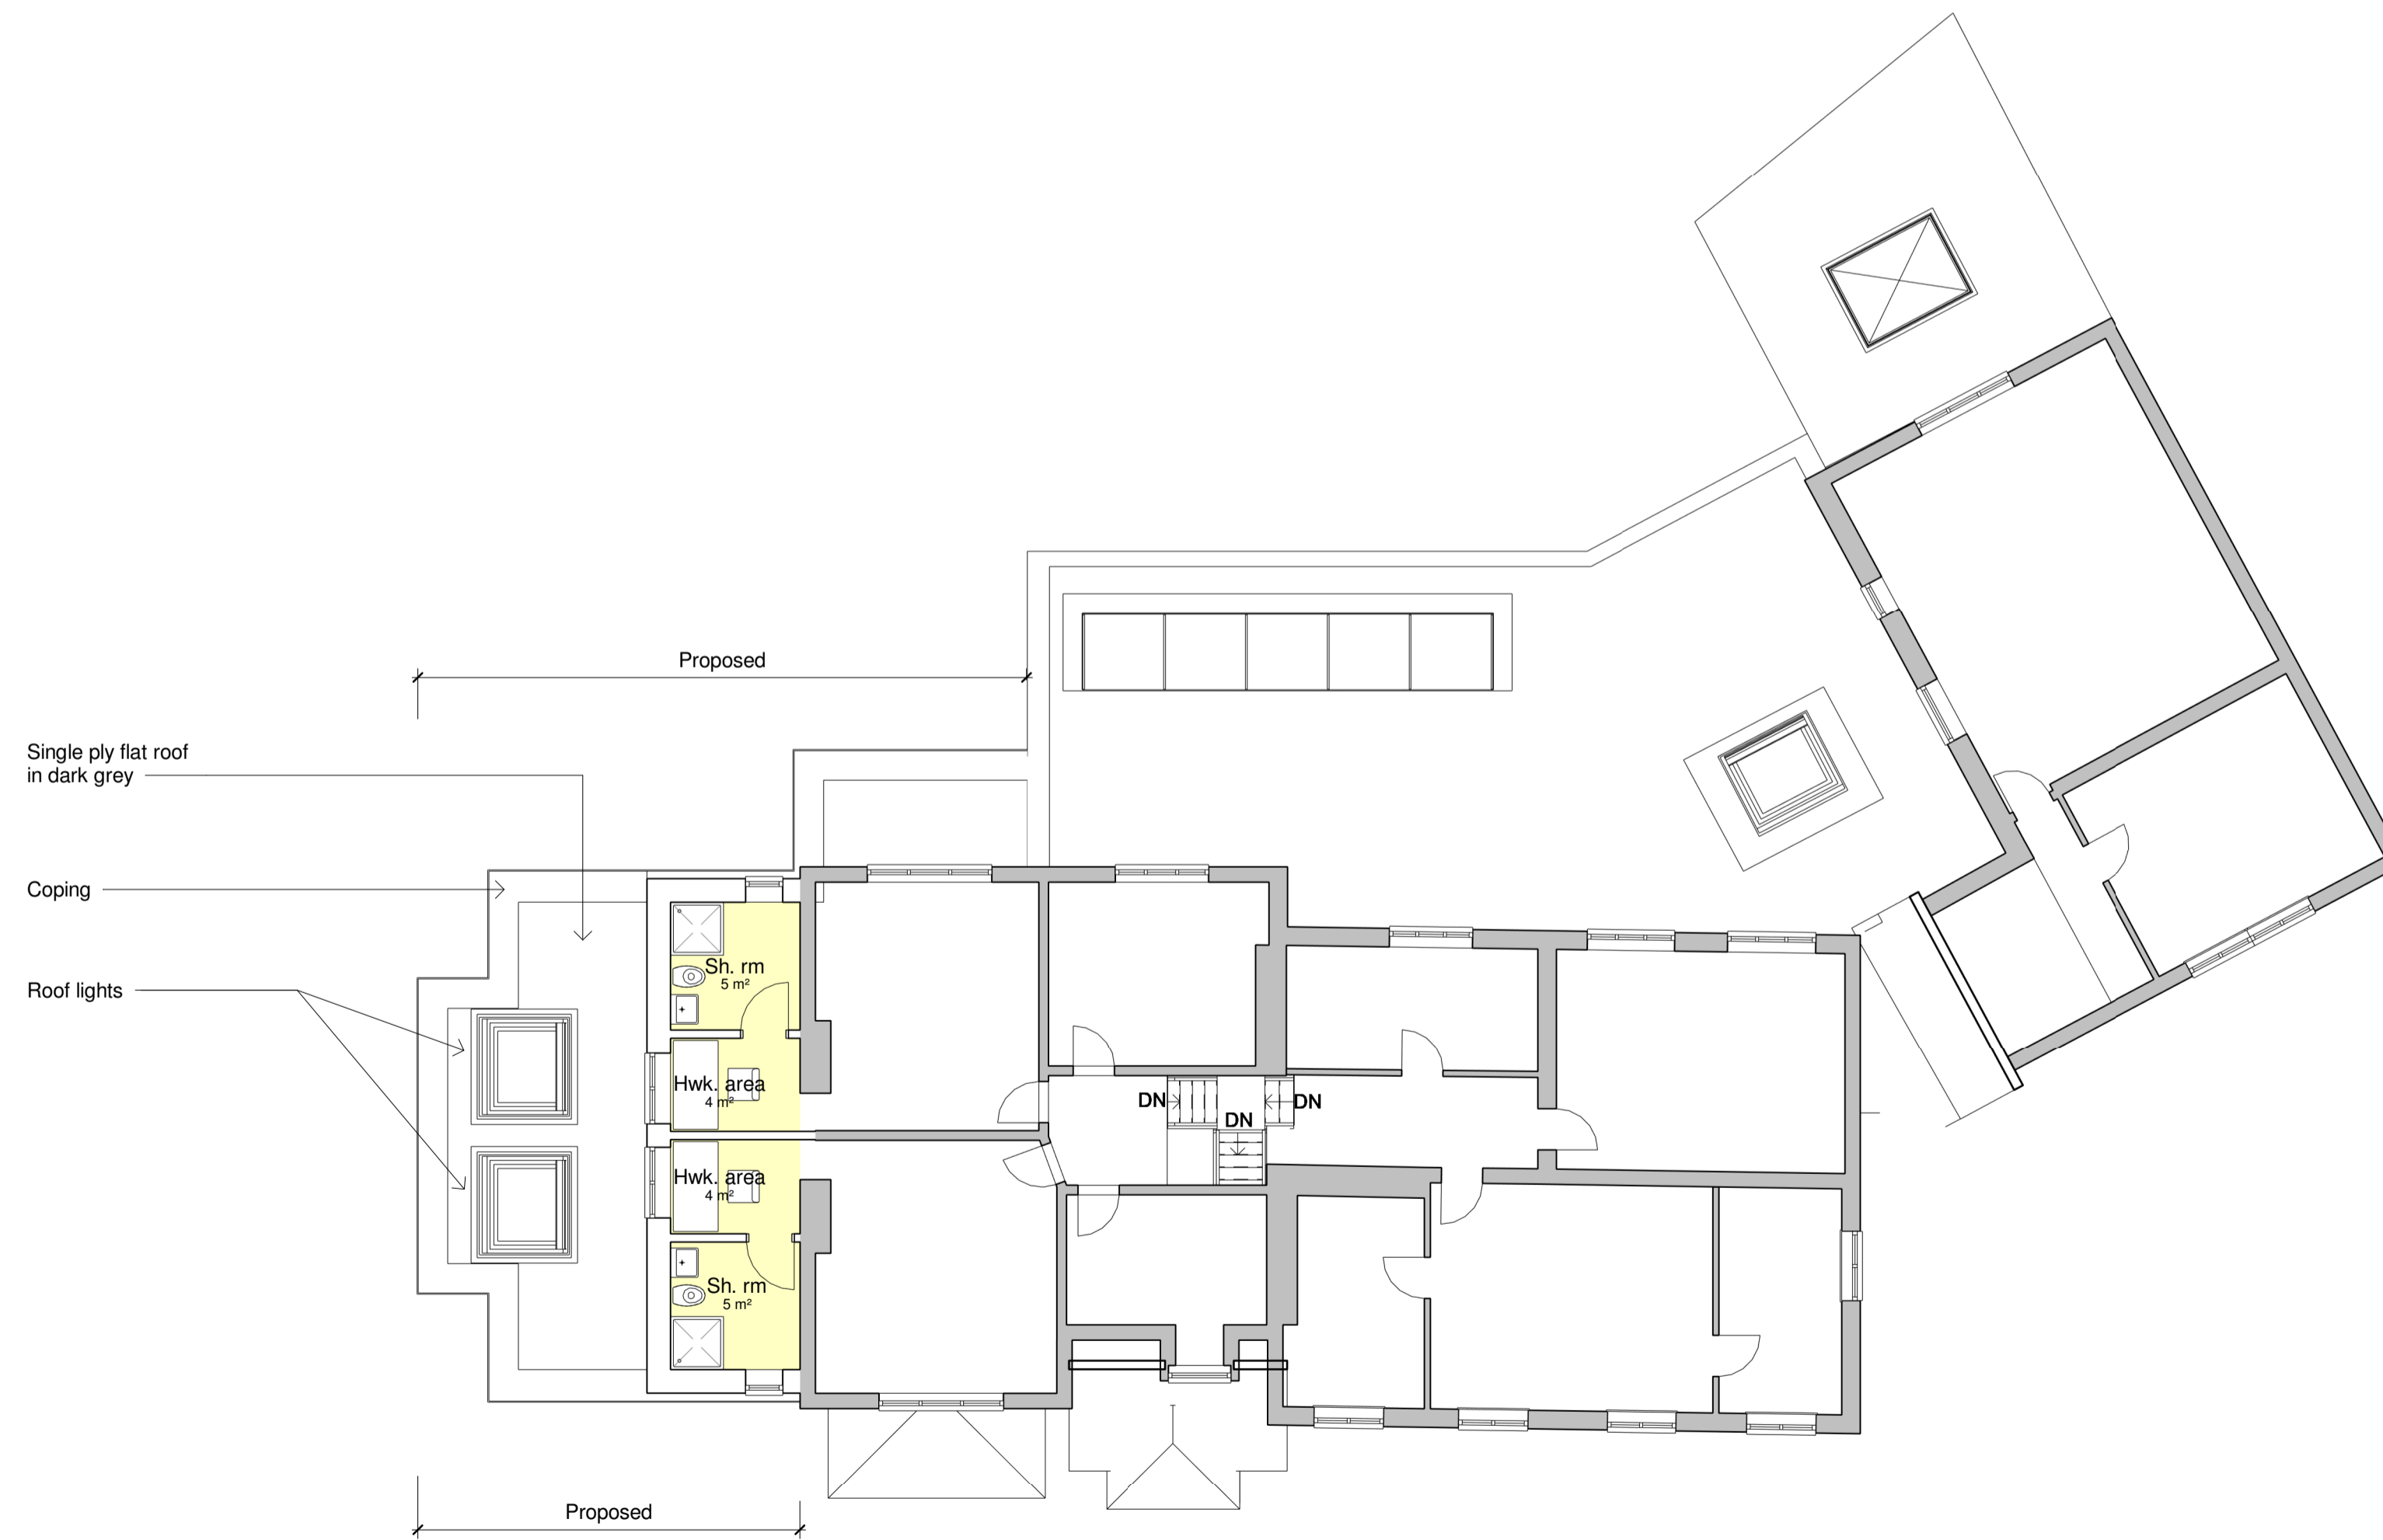 Proposed
Single ply flat roof
in dark grey
Coping
Roof lights
Sh. rm
5 m²
Hwk. area
4 m²
DN
DN
DN
Hwk. area
4 m²
Sh. rm
5 m²
Proposed